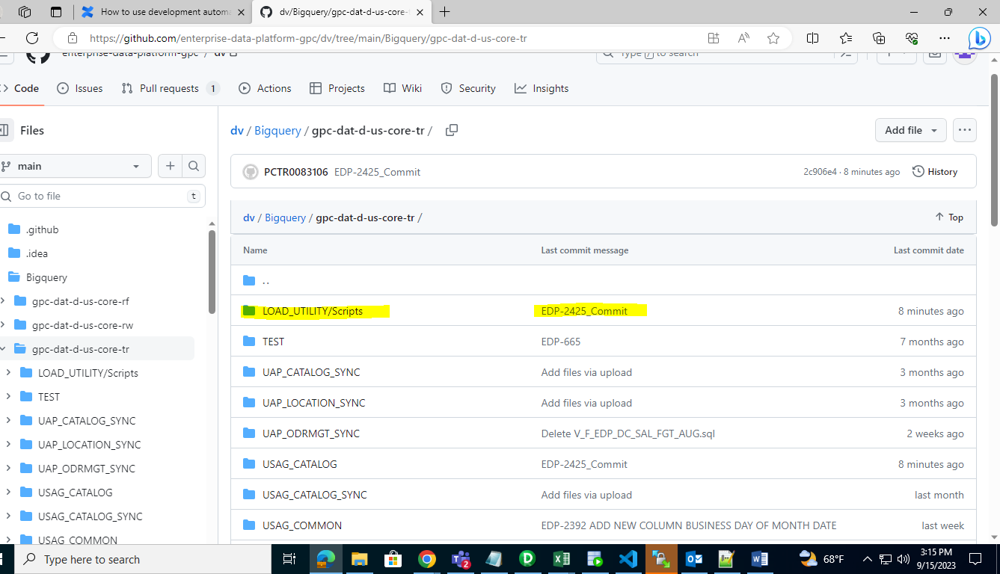 How to use development autom
dv/Bigquery/gpc-dat-d-us-core-t
https://github.com/enterprise-data-platform-gpc/dv/tree/main/Bigquery/gpc-dat-d-us-core-tr
enterprise-data-platform-gpc / dv
Type / to search
Code
Issues
Pull requests 1
Actions
Projects
Wiki
Security
Insights
Files
dv / Bigquery / gpc-dat-d-us-core-tr /
Add file
main
PCTR0083106 EDP-2425_Commit
2c906e4 · 8 minutes ago
History
Go to file t
dv / Bigquery / gpc-dat-d-us-core-tr /
Top
Name Last commit message Last commit date
. .
LOAD_UTILITY/Scripts EDP-2425_Commit 8 minutes ago
TEST EDP-665 7 months ago
UAP_CATALOG_SYNC Add files via upload 3 months ago
UAP_LOCATION_SYNC Add files via upload 3 months ago
UAP_ODRMGT_SYNC Delete V_F_EDP_DC_SAL_FGT_AUG.sql 2 weeks ago
USAG_CATALOG EDP-2425_Commit 8 minutes ago
USAG_CATALOG_SYNC Add files via upload last month
USAG_COMMON EDP-2392 ADD NEW COLUMN BUSINESS DAY OF MONTH DATE last week
.github
.idea
Bigquery
gpc-dat-d-us-core-rf
gpc-dat-d-us-core-rw
gpc-dat-d-us-core-tr
LOAD_UTILITY/Scripts
TEST
UAP_CATALOG_SYNC
UAP_LOCATION_SYNC
UAP_ODRMGT_SYNC
USAG_CATALOG
USAG_CATALOG_SYNC
USAG_COMMON
Type here to search
2
68°F
3:15 PM
9/15/2023